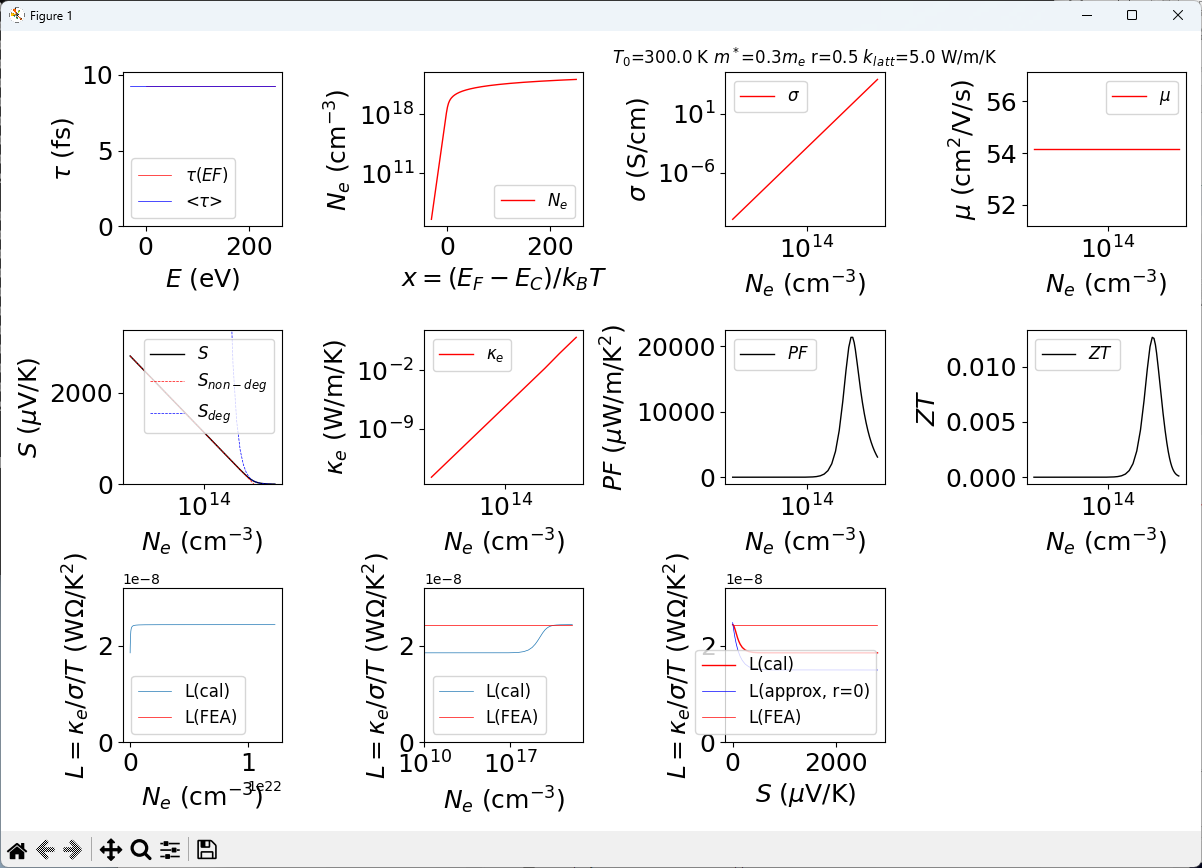 Figure 1
T₀=300.0 K m*=0.3mₑ r=0.5 k_latt=5.0 W/m/K
10
5
0
τ (fs)
τ(EF)
<τ>
0 200
E (eV)
10¹⁸
10¹¹
Nₑ (cm⁻³)
Nₑ
0 200
x = (E_F − E_C)/k_BT
10¹
10⁻⁶
σ (S/cm)
σ
10¹⁴
Nₑ (cm⁻³)
56
54
52
μ (cm²/V/s)
μ
10¹⁴
Nₑ (cm⁻³)
2000
0
S (μV/K)
S
S_non−deg
S_deg
10¹⁴
Nₑ (cm⁻³)
10⁻²
10⁻⁹
κₑ (W/m/K)
κₑ
10¹⁴
Nₑ (cm⁻³)
20000
10000
0
PF (μW/m/K²)
PF
10¹⁴
Nₑ (cm⁻³)
0.010
0.005
0.000
ZT
ZT
10¹⁴
Nₑ (cm⁻³)
1e−8
2
0
L = κₑ/σ/T (WΩ/K²)
L(cal)
L(FEA)
0 1
1e22
Nₑ (cm⁻³)
1e−8
2
0
L = κₑ/σ/T (WΩ/K²)
L(cal)
L(FEA)
10¹⁰ 10¹⁷
Nₑ (cm⁻³)
1e−8
2
0
L = κₑ/σ/T (WΩ/K²)
L(cal)
L(approx, r=0)
L(FEA)
0 2000
S (μV/K)